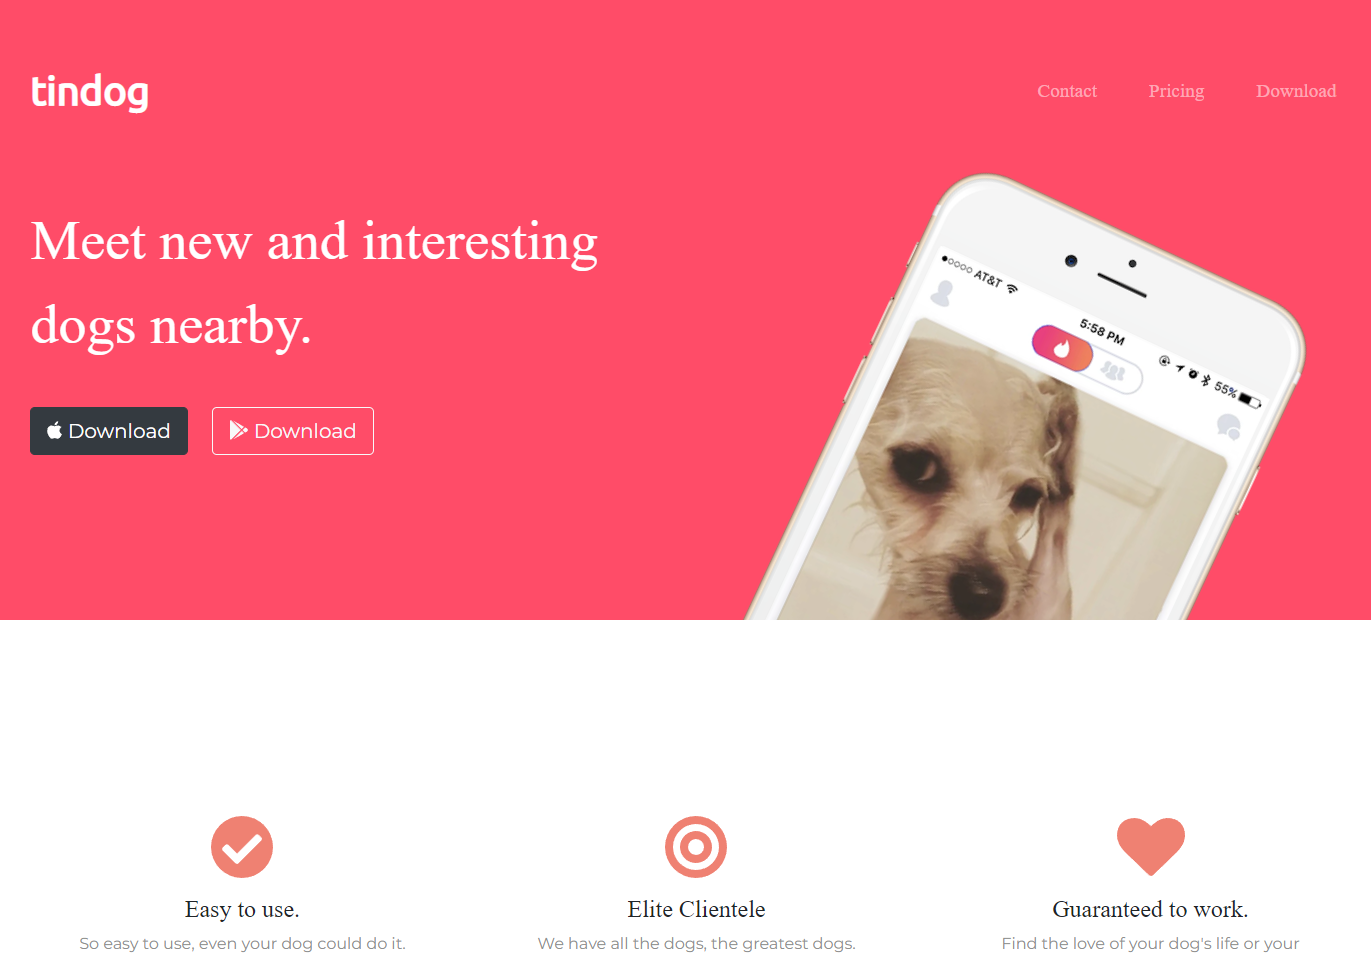 tindog
Contact Pricing Download
Meet new and interesting
dogs nearby.
Download Download
AT&T 5:58 PM 55%
Easy to use. Elite Clientele Guaranteed to work.
So easy to use, even your dog could do it. We have all the dogs, the greatest dogs. Find the love of your dog's life or your